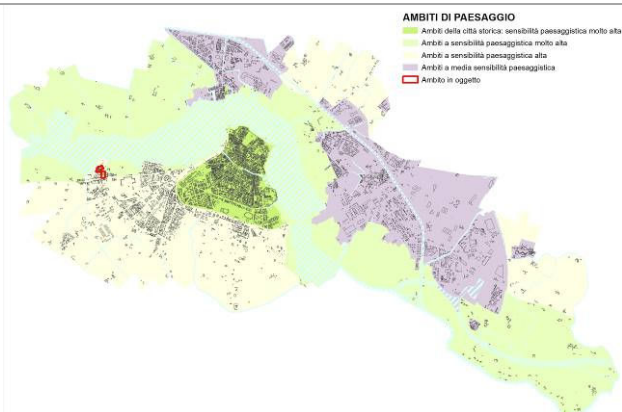 AMBITI DI PAESAGGIO
Ambiti della città storica: sensibilità paesaggistica molto alta
Ambiti a sensibilità paesaggistica molto alta
Ambiti a sensibilità paesaggistica alta
Ambiti a media sensibilità paesaggistica
Ambito in oggetto